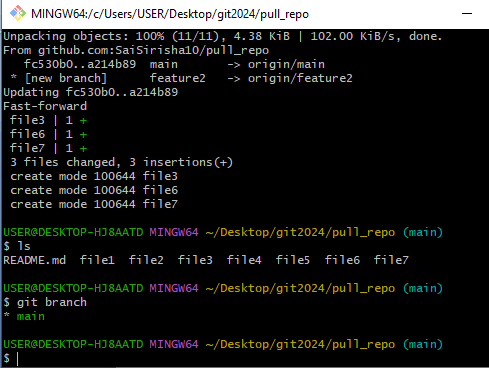 MINGW64:/c/Users/USER/Desktop/git2024/pull_repo
Unpacking objects: 100% (11/11), 4.38 KiB | 102.00 KiB/s, done.
From github.com:SaiSirisha10/pull_repo
   fc530b0..a214b89  main       -> origin/main
 * [new branch]      feature2   -> origin/feature2
Updating fc530b0..a214b89
Fast-forward
 file3 | 1 +
 file6 | 1 +
 file7 | 1 +
 3 files changed, 3 insertions(+)
 create mode 100644 file3
 create mode 100644 file6
 create mode 100644 file7
USER@DESKTOP-HJ8AATD MINGW64 ~/Desktop/git2024/pull_repo (main)
$ ls
README.md  file1  file2  file3  file4  file5  file6  file7
USER@DESKTOP-HJ8AATD MINGW64 ~/Desktop/git2024/pull_repo (main)
$ git branch
* main
USER@DESKTOP-HJ8AATD MINGW64 ~/Desktop/git2024/pull_repo (main)
$